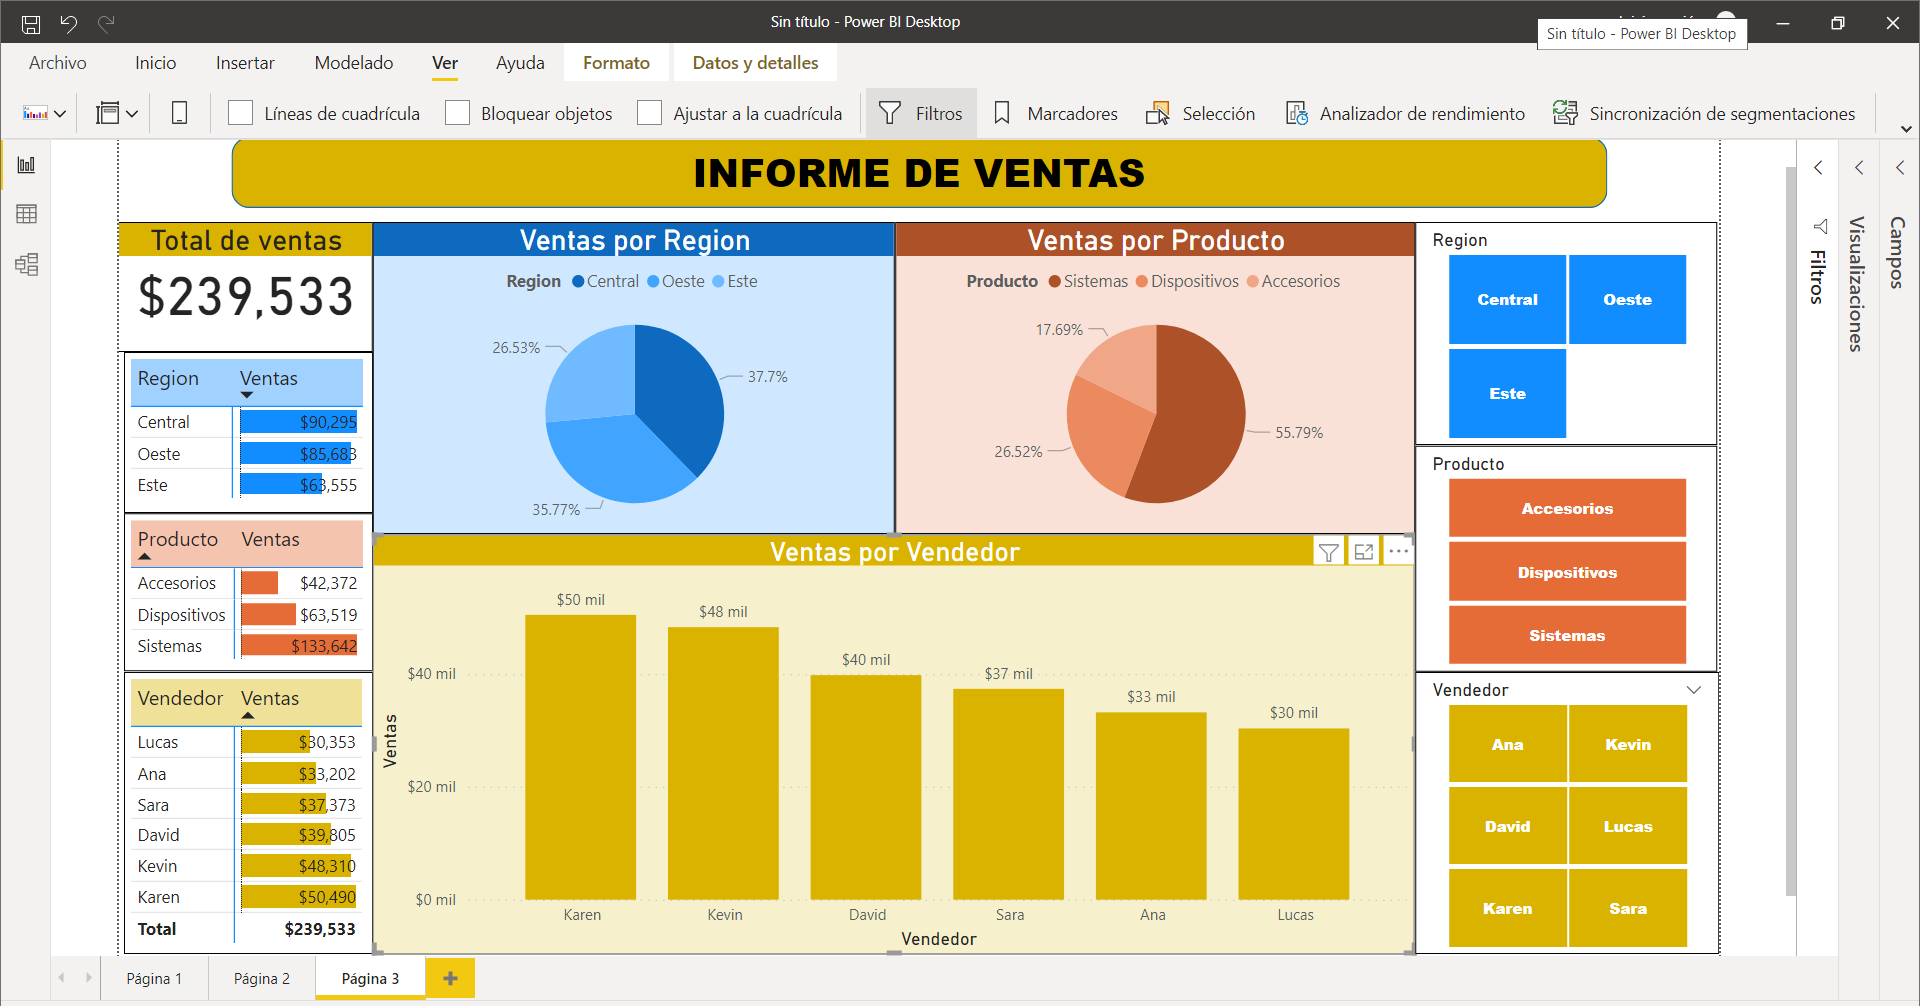 Sin título - Power BI Desktop
Sin título - Power BI Desktop
Archivo Inicio Insertar Modelado Ver Ayuda Formato Datos y detalles
Líneas de cuadrícula Bloquear objetos Ajustar a la cuadrícula Filtros Marcadores Selección Analizador de rendimiento Sincronización de segmentaciones
INFORME DE VENTAS
Total de ventas
$239,533
Region Ventas
Central $90,295
Oeste $85,683
Este $63,555
Producto Ventas
Accesorios $42,372
Dispositivos $63,519
Sistemas $133,642
Vendedor Ventas
Lucas $30,353
Ana $33,202
Sara $37,373
David $39,805
Kevin $48,310
Karen $50,490
Total $239,533
Ventas por Region
Region Central Oeste Este
26.53%
37.7%
35.77%
Ventas por Producto
Producto Sistemas Dispositivos Accesorios
17.69%
55.79%
26.52%
Ventas por Vendedor
$50 mil
$48 mil
$40 mil
$37 mil
$33 mil
$30 mil
$40 mil
$20 mil
$0 mil
Ventas
Karen Kevin David Sara Ana Lucas
Vendedor
Region
Central Oeste
Este
Producto
Accesorios
Dispositivos
Sistemas
Vendedor
Ana Kevin
David Lucas
Karen Sara
Filtros
Visualizaciones
Campos
Página 1 Página 2 Página 3